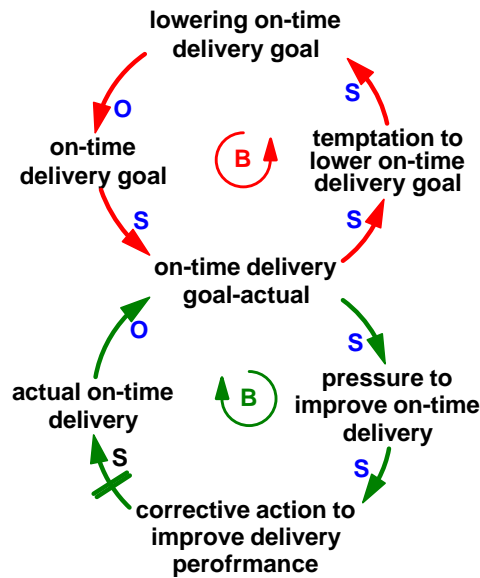 lowering on-time
delivery goal
O
S
on-time
delivery goal
B
temptation to
lower on-time
delivery goal
S
S
on-time delivery
goal-actual
O
S
actual on-time
delivery
B
pressure to
improve on-time
delivery
S
S
corrective action to
improve delivery
perofrmance